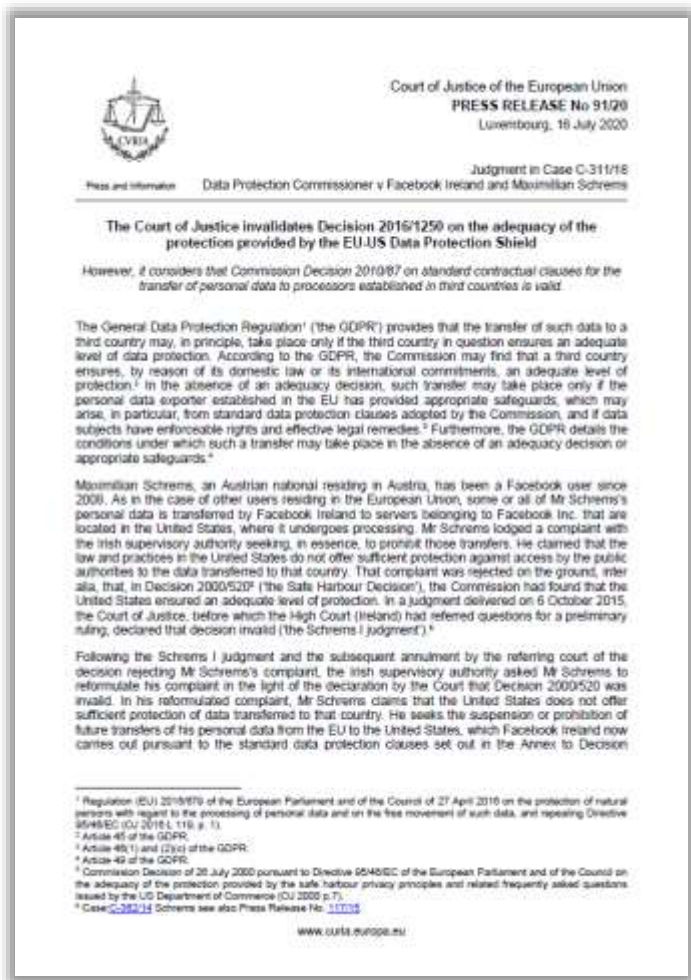 CVRIA
Press and Information
Court of Justice of the European Union
PRESS RELEASE No 91/20
Luxembourg, 16 July 2020
Judgment in Case C-311/18
Data Protection Commissioner v Facebook Ireland and Maximillian Schrems
The Court of Justice invalidates Decision 2016/1250 on the adequacy of the
protection provided by the EU-US Data Protection Shield
However, it considers that Commission Decision 2010/87 on standard contractual clauses for the
transfer of personal data to processors established in third countries is valid
The General Data Protection Regulation¹ ('the GDPR') provides that the transfer of such data to a
third country may, in principle, take place only if the third country in question ensures an adequate
level of data protection. According to the GDPR, the Commission may find that a third country
ensures, by reason of its domestic law or its international commitments, an adequate level of
protection.² In the absence of an adequacy decision, such transfer may take place only if the
personal data exporter established in the EU has provided appropriate safeguards, which may
arise, in particular, from standard data protection clauses adopted by the Commission, and if data
subjects have enforceable rights and effective legal remedies.³ Furthermore, the GDPR details the
conditions under which such a transfer may take place in the absence of an adequacy decision or
appropriate safeguards.⁴
Maximillian Schrems, an Austrian national residing in Austria, has been a Facebook user since
2008. As in the case of other users residing in the European Union, some or all of Mr Schrems's
personal data is transferred by Facebook Ireland to servers belonging to Facebook Inc. that are
located in the United States, where it undergoes processing. Mr Schrems lodged a complaint with
the Irish supervisory authority seeking, in essence, to prohibit those transfers. He claimed that the
law and practices in the United States do not offer sufficient protection against access by the public
authorities to the data transferred to that country. That complaint was rejected on the ground, inter
alia, that, in Decision 2000/520⁵ ('the Safe Harbour Decision'), the Commission had found that the
United States ensured an adequate level of protection. In a judgment delivered on 6 October 2015,
the Court of Justice, before which the High Court (Ireland) had referred questions for a preliminary
ruling, declared that decision invalid ('the Schrems I judgment').⁶
Following the Schrems I judgment and the subsequent annulment by the referring court of the
decision rejecting Mr Schrems's complaint, the Irish supervisory authority asked Mr Schrems to
reformulate his complaint in the light of the declaration by the Court that Decision 2000/520 was
invalid. In his reformulated complaint, Mr Schrems claims that the United States does not offer
sufficient protection of data transferred to that country. He seeks the suspension or prohibition of
future transfers of his personal data from the EU to the United States, which Facebook Ireland now
carries out pursuant to the standard data protection clauses set out in the Annex to Decision
¹ Regulation (EU) 2016/679 of the European Parliament and of the Council of 27 April 2016 on the protection of natural
persons with regard to the processing of personal data and on the free movement of such data, and repealing Directive
95/46/EC (OJ 2016 L 119, p. 1).
² Article 45 of the GDPR.
³ Article 46(1) and (2)(c) of the GDPR.
⁴ Article 49 of the GDPR.
⁵ Commission Decision of 26 July 2000 pursuant to Directive 95/46/EC of the European Parliament and of the Council on
the adequacy of the protection provided by the safe harbour privacy principles and related frequently asked questions
issued by the US Department of Commerce (OJ 2000 p.7).
⁶ Case C-362/14 Schrems see also Press Release No. 117/15.
www.curia.europa.eu